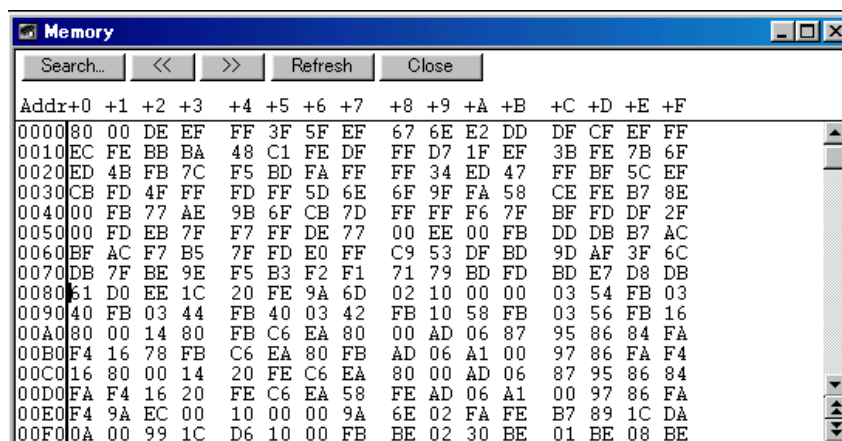 Memory
Search... << >> Refresh Close
Addr+0 +1 +2 +3 +4 +5 +6 +7 +8 +9 +A +B +C +D +E +F
0000 80 00 DE EF FF 3F 5F EF 67 6E E2 DD DF CF EF FF
0010 EC FE BB BA 48 C1 FE DF FF D7 1F EF 3B FE 7B 6F
0020 ED 4B FB 7C F5 BD FA FF FF 34 ED 47 FF BF 5C EF
0030 CB FD 4F FF FD FF 5D 6E 6F 9F FA 58 CE FE B7 8E
0040 00 FB 77 AE 9B 6F CB 7D FF FF F6 7F BF FD DF 2F
0050 00 FD EB 7F F7 FF DE 77 00 EE 00 FB DD DB B7 AC
0060 BF AC F7 B5 7F FD E0 FF C9 53 DF BD 9D AF 3F 6C
0070 DB 7F BE 9E F5 B3 F2 F1 71 79 BD FD BD E7 D8 DB
0080 61 D0 EE 1C 20 FE 9A 6D 02 10 00 00 03 54 FB 03
0090 40 FB 03 44 FB 40 03 42 FB 10 58 FB 03 56 FB 16
00A0 80 00 14 80 FB C6 EA 80 00 AD 06 87 95 86 84 FA
00B0 F4 16 78 FB C6 EA 80 FB AD 06 A1 00 97 86 FA F4
00C0 16 80 00 14 20 FE C6 EA 80 00 AD 06 87 95 86 84
00D0 FA F4 16 20 FE C6 EA 58 FE AD 06 A1 00 97 86 FA
00E0 F4 9A EC 00 10 00 00 9A 6E 02 FA FE B7 89 1C DA
00F0 0A 00 99 1C D6 10 00 FB BE 02 30 BE 01 BE 08 BE